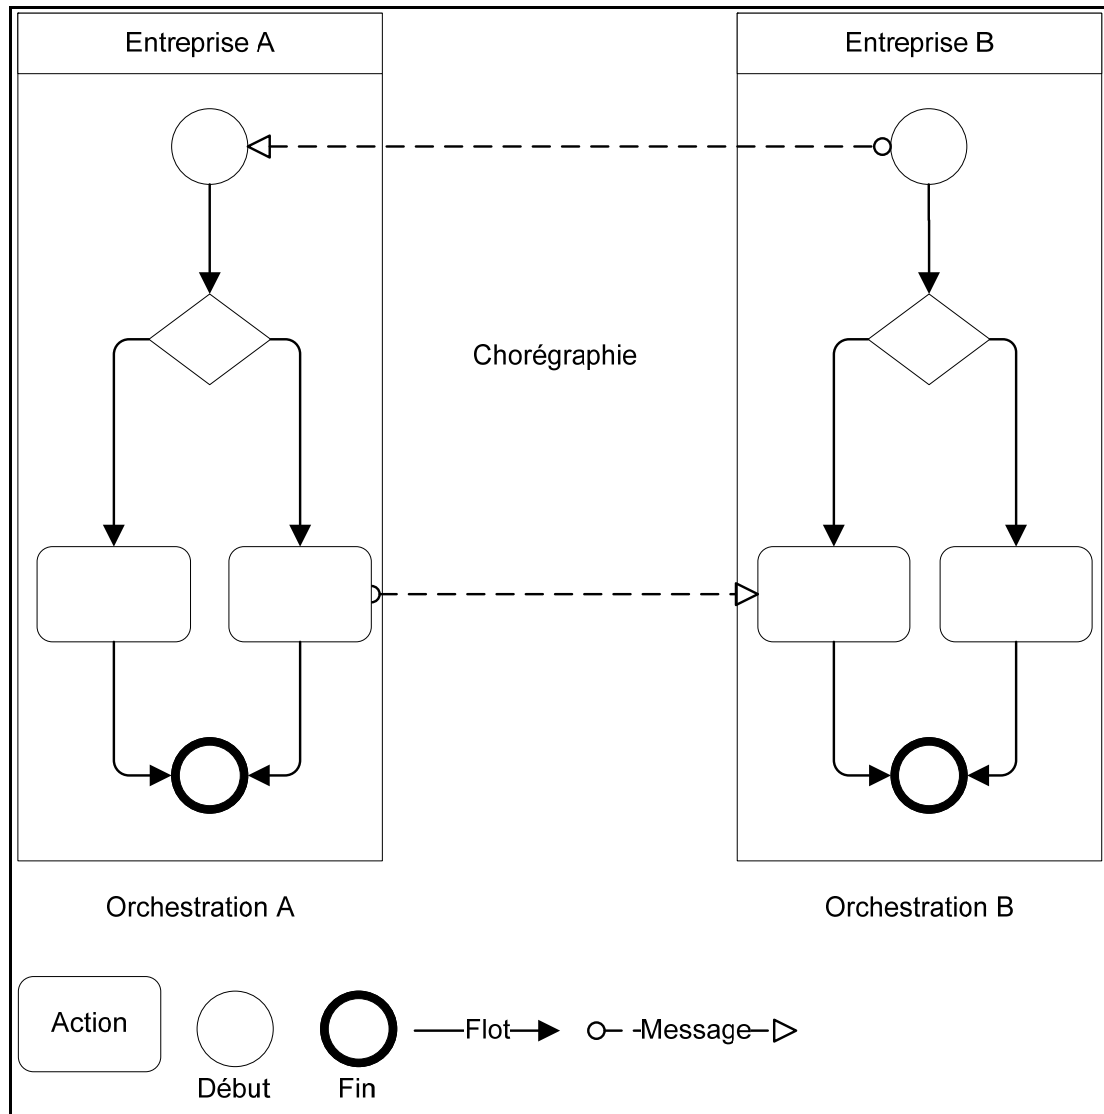 Entreprise A
Entreprise B
Chorégraphie
Orchestration A
Orchestration B
Action
Début
Fin
Flot
Message